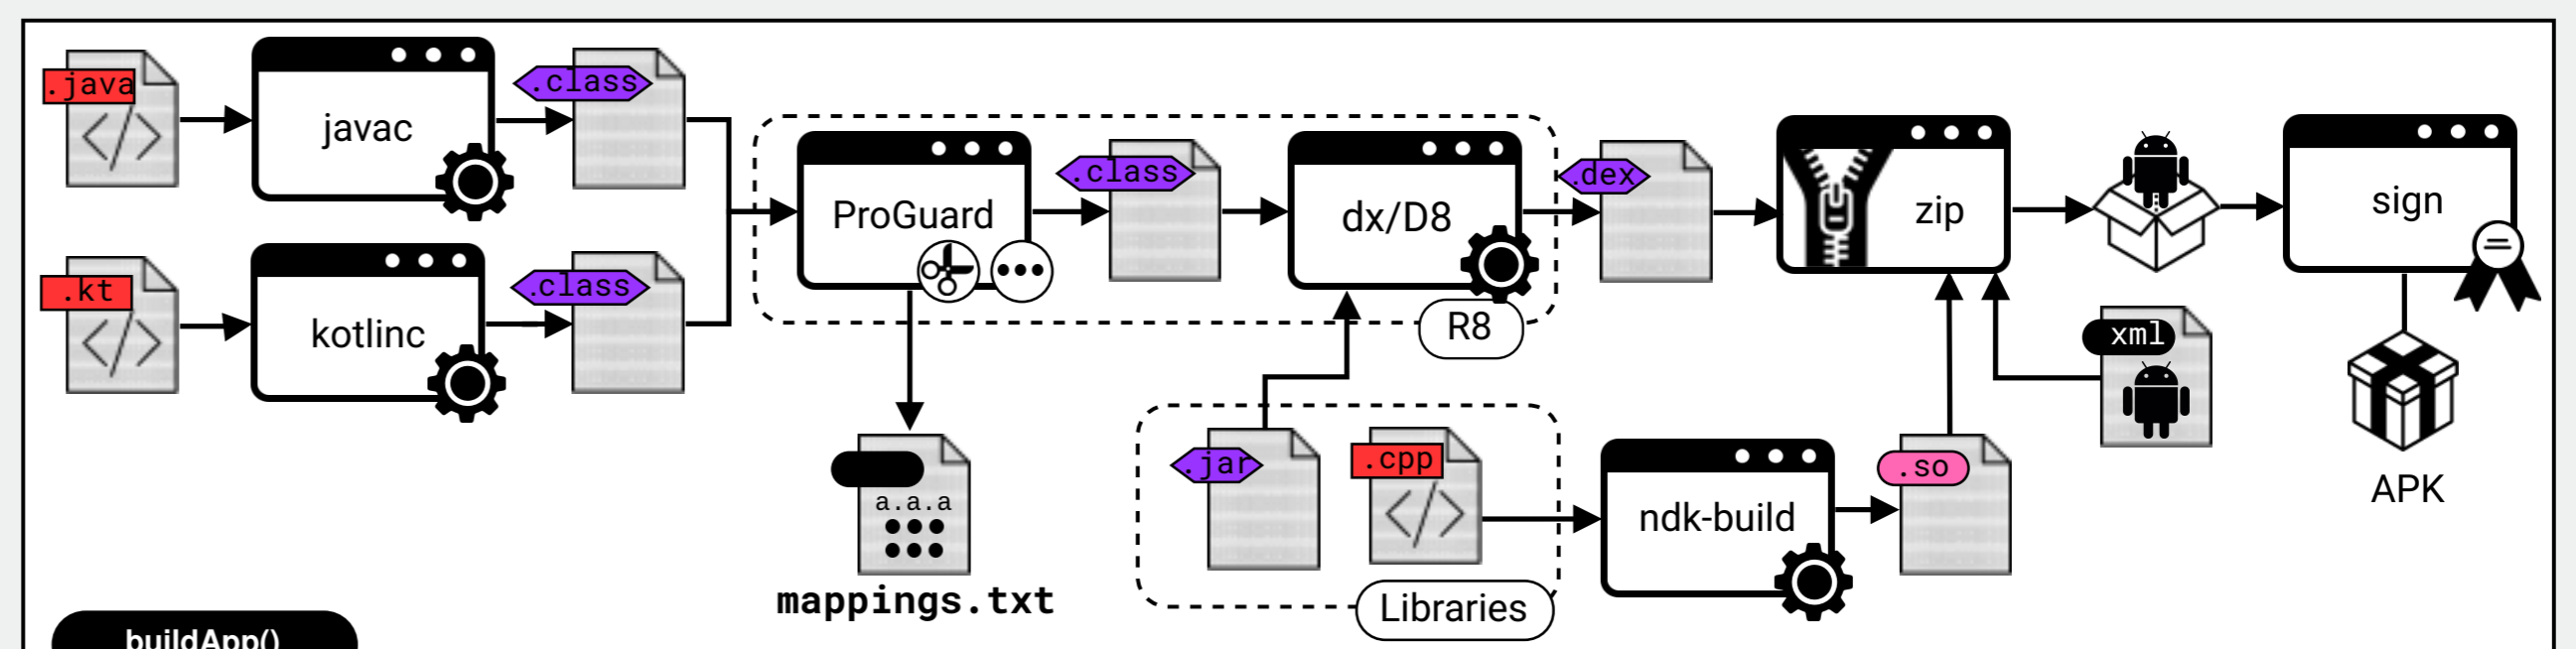 .java
javac
.class
.kt
kotlinc
.class
ProGuard
.class
dx/D8
R8
.dex
zip
sign
xml
APK
a.a.a
mappings.txt
.jar
.cpp
Libraries
ndk-build
.so
buildApp()